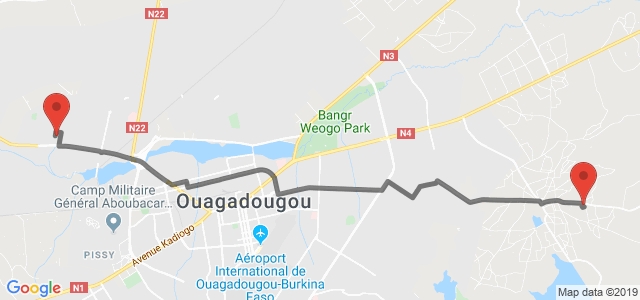 N22
N3
Bangr
Weogo Park
N22
N4
Camp Militaire
Général Aboubacar...
Ouagadougou
PISSY
Avenue Kadiogo
Aéroport
International de
Ouagadougou-Burkina
Faso
N1
Google
Map data ©2019